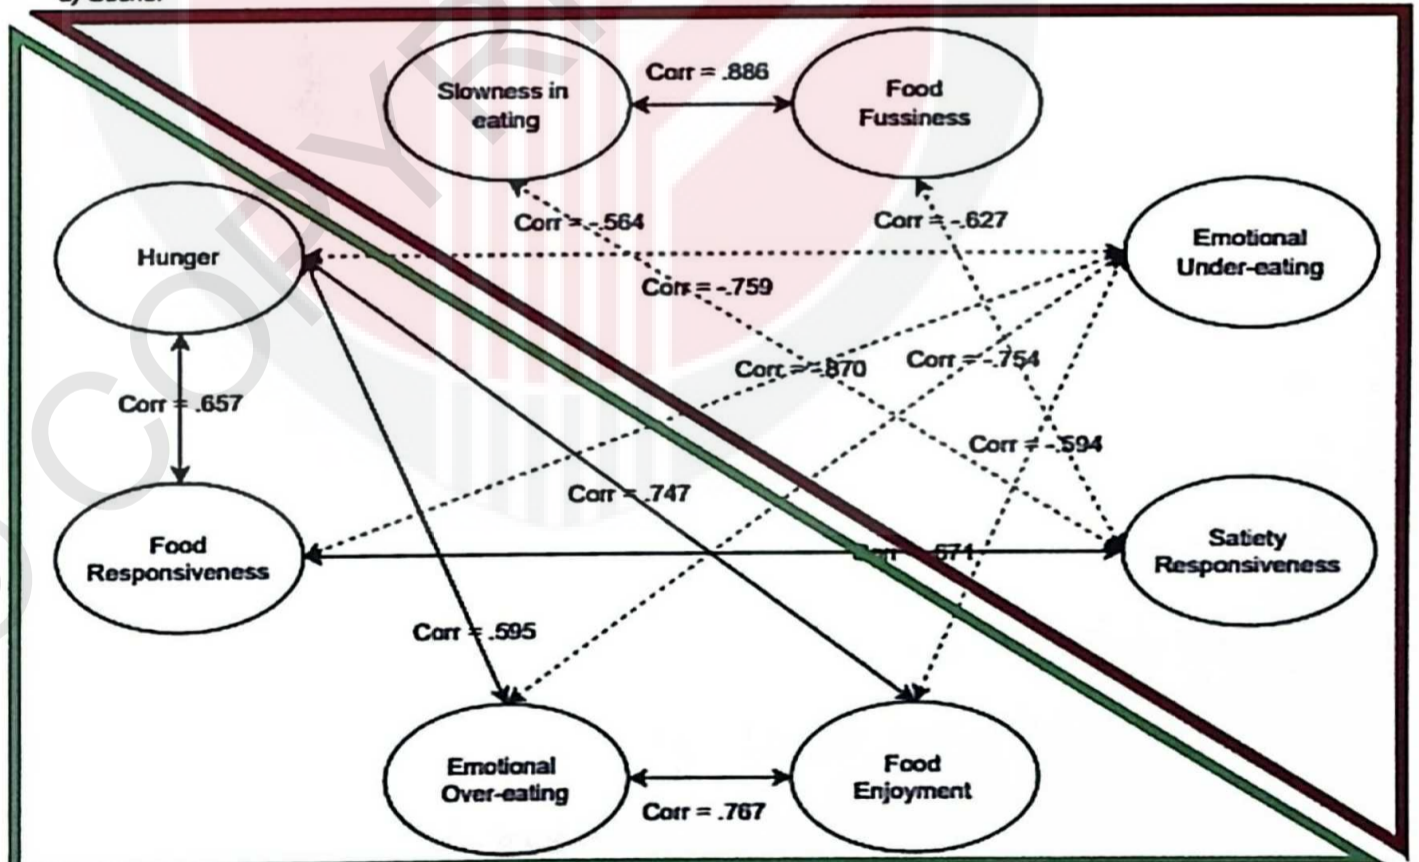 Slowness in
eating
Corr = .886
Food
Fussiness
Corr = -.564
Corr = -.627
Hunger
Emotional
Under-eating
Corr = -.759
Corr = -.870
Corr = -.754
Corr = .657
Corr = -.594
Corr = .747
Food
Responsiveness
Satiety
Responsiveness
Corr = .595
Emotional
Over-eating
Food
Enjoyment
Corr = .767
COPYR